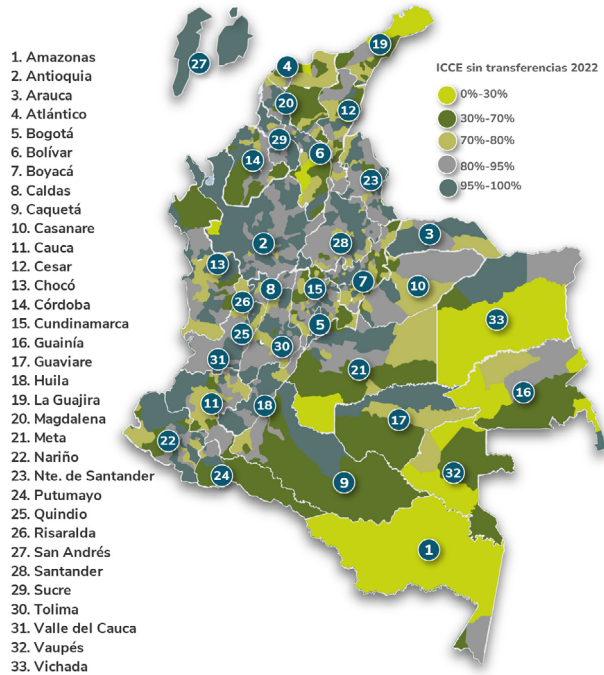 1. Amazonas
2. Antioquia
3. Arauca
4. Atlántico
5. Bogotá
6. Bolívar
7. Boyacá
8. Caldas
9. Caquetá
10. Casanare
11. Cauca
12. Cesar
13. Chocó
14. Córdoba
15. Cundinamarca
16. Guainía
17. Guaviare
18. Huila
19. La Guajira
20. Magdalena
21. Meta
22. Nariño
23. Nte. de Santander
24. Putumayo
25. Quindio
26. Risaralda
27. San Andrés
28. Santander
29. Sucre
30. Tolima
31. Valle del Cauca
32. Vaupés
33. Vichada
ICCE sin transferencias 2022
0%-30%
30%-70%
70%-80%
80%-95%
95%-100%
19
27
4
20
12
29
6
14
23
3
2
28
13
7
10
8
15
26
33
5
25
30
31
21
16
11
18
17
22
32
24
9
1